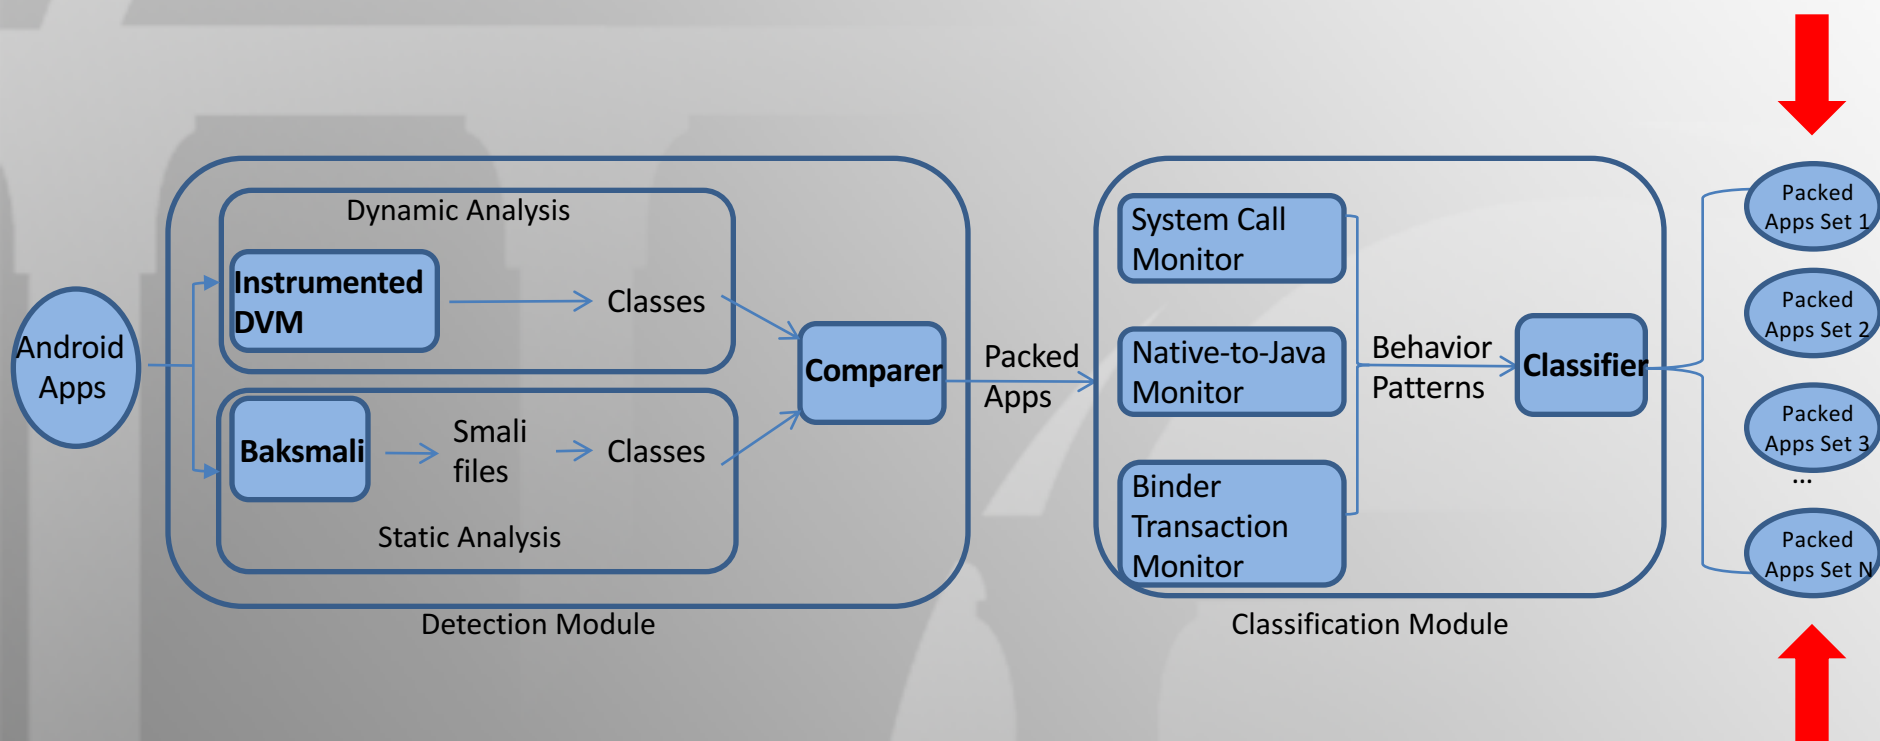 Android
Apps
Dynamic Analysis
Instrumented
DVM
Classes
Baksmali
Smali
files
Classes
Static Analysis
Comparer
Detection Module
Packed
Apps
System Call
Monitor
Native-to-Java
Monitor
Binder
Transaction
Monitor
Behavior
Patterns
Classifier
Classification Module
Packed
Apps Set 1
Packed
Apps Set 2
Packed
Apps Set 3
...
Packed
Apps Set N